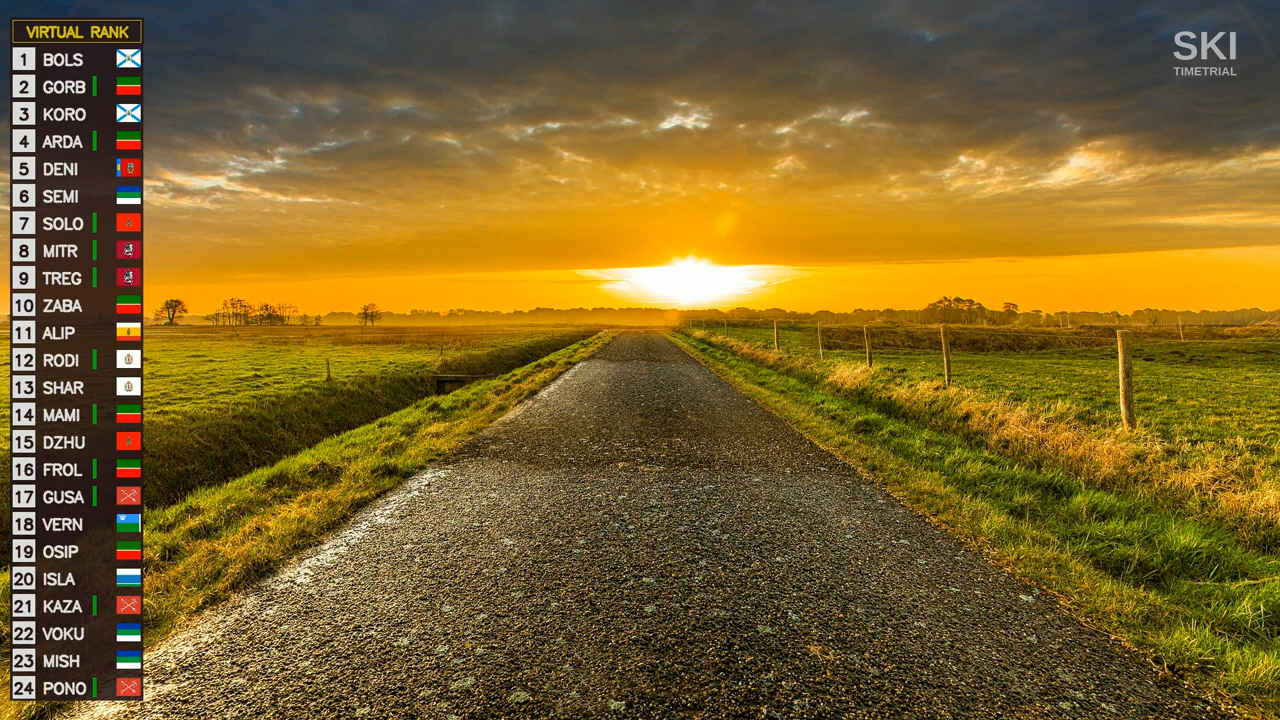 VIRTUAL RANK
1 BOLS
2 GORB
3 KORO
4 ARDA
5 DENI
6 SEMI
7 SOLO
8 MITR
9 TREG
10 ZABA
11 ALIP
12 RODI
13 SHAR
14 MAMI
15 DZHU
16 FROL
17 GUSA
18 VERN
19 OSIP
20 ISLA
21 KAZA
22 VOKU
23 MISH
24 PONO
SKI
TIMETRIAL